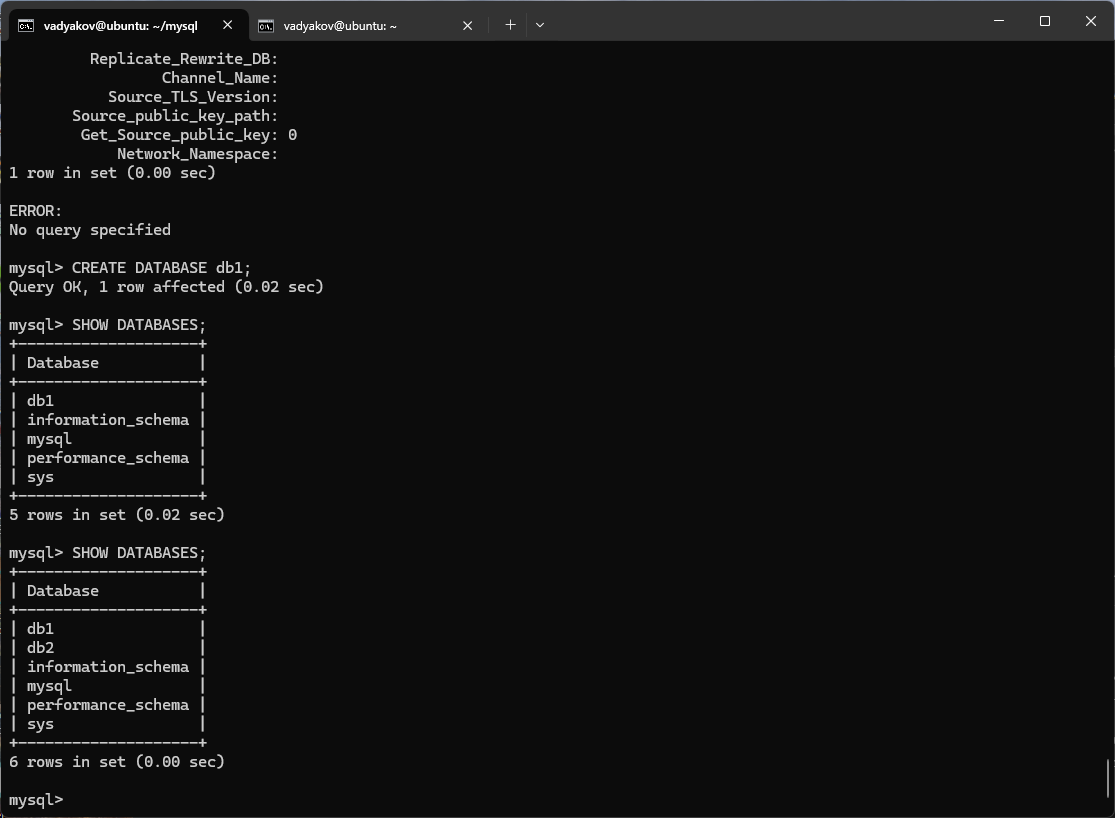 vadyakov@ubuntu: ~/mysql
vadyakov@ubuntu: ~
Replicate_Rewrite_DB:
Channel_Name:
Source_TLS_Version:
Source_public_key_path:
Get_Source_public_key: 0
Network_Namespace:
1 row in set (0.00 sec)
ERROR:
No query specified
mysql> CREATE DATABASE db1;
Query OK, 1 row affected (0.02 sec)
mysql> SHOW DATABASES;
+--------------------+
| Database           |
+--------------------+
| db1                |
| information_schema |
| mysql              |
| performance_schema |
| sys                |
+--------------------+
5 rows in set (0.02 sec)
mysql> SHOW DATABASES;
+--------------------+
| Database           |
+--------------------+
| db1                |
| db2                |
| information_schema |
| mysql              |
| performance_schema |
| sys                |
+--------------------+
6 rows in set (0.00 sec)
mysql>